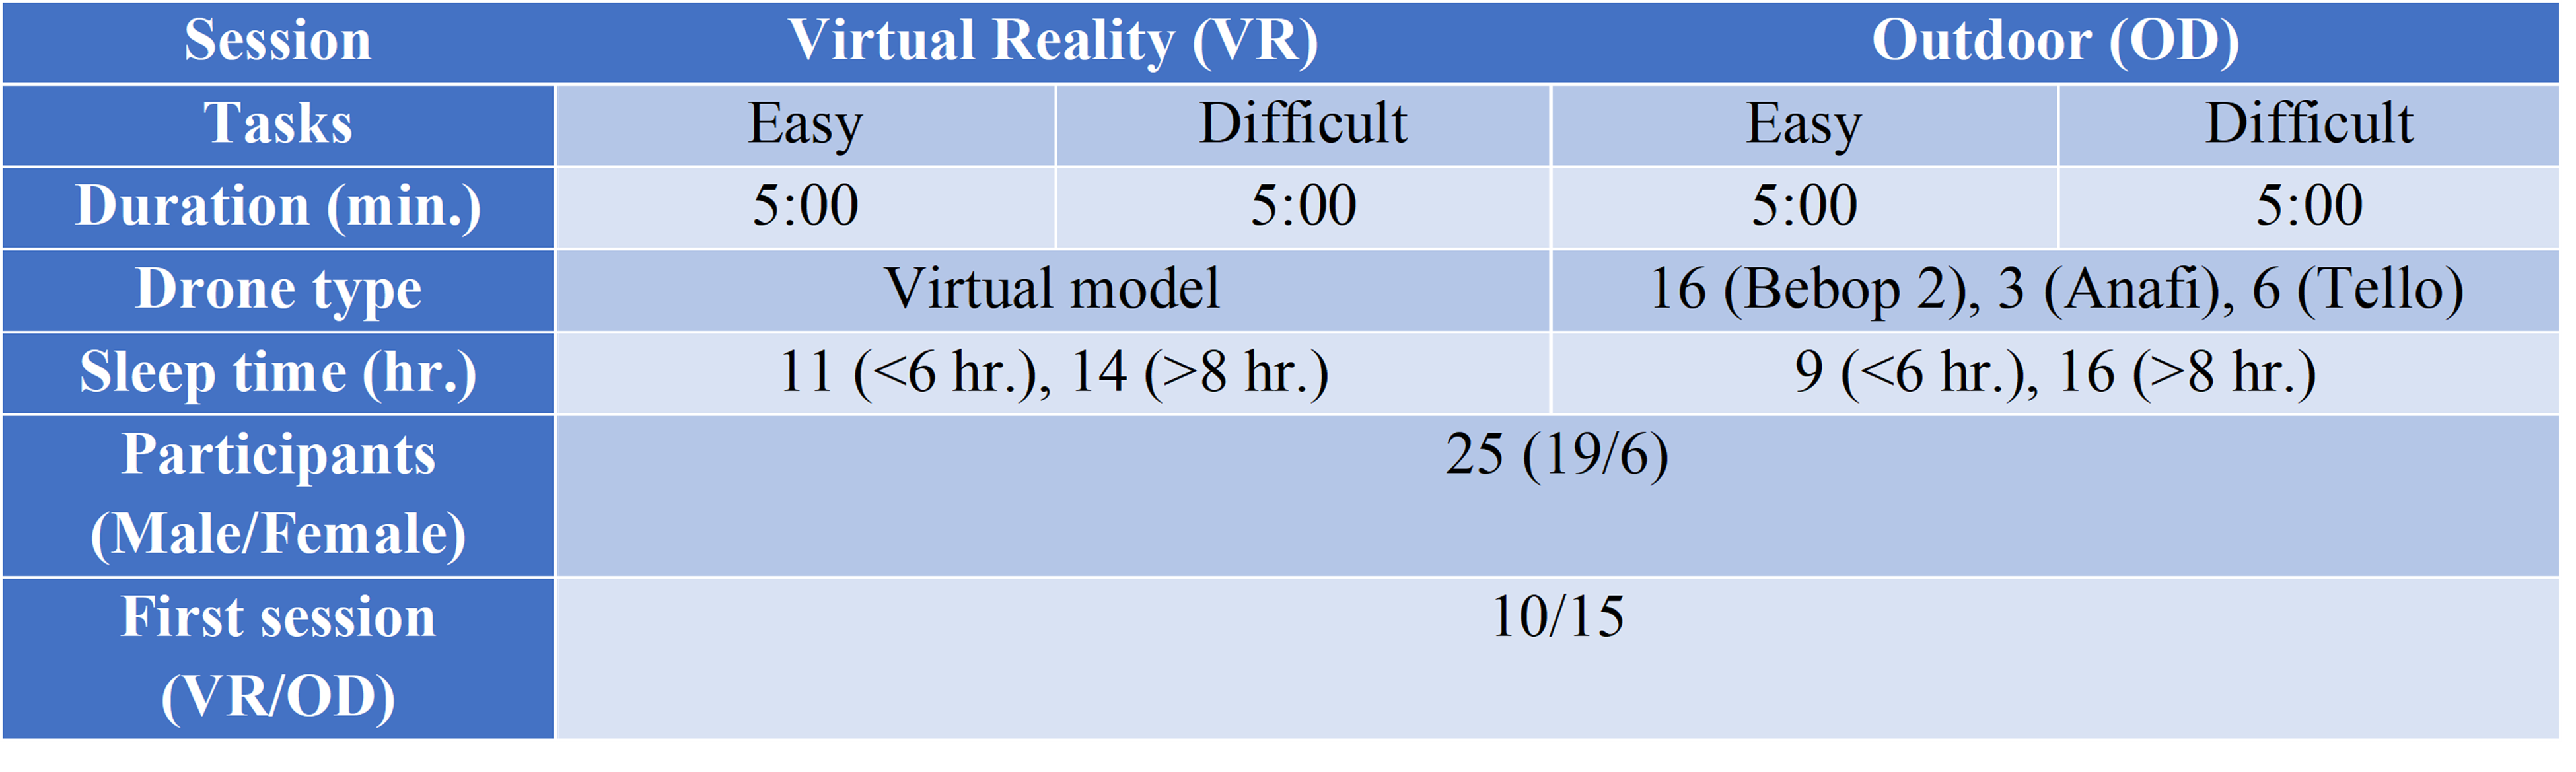 Session Virtual Reality (VR) Outdoor (OD)
Tasks Easy Difficult Easy Difficult
Duration (min.) 5:00 5:00 5:00 5:00
Drone type Virtual model 16 (Bebop 2), 3 (Anafi), 6 (Tello)
Sleep time (hr.) 11 (<6 hr.), 14 (>8 hr.) 9 (<6 hr.), 16 (>8 hr.)
Participants 25 (19/6)
(Male/Female)
First session 10/15
(VR/OD)